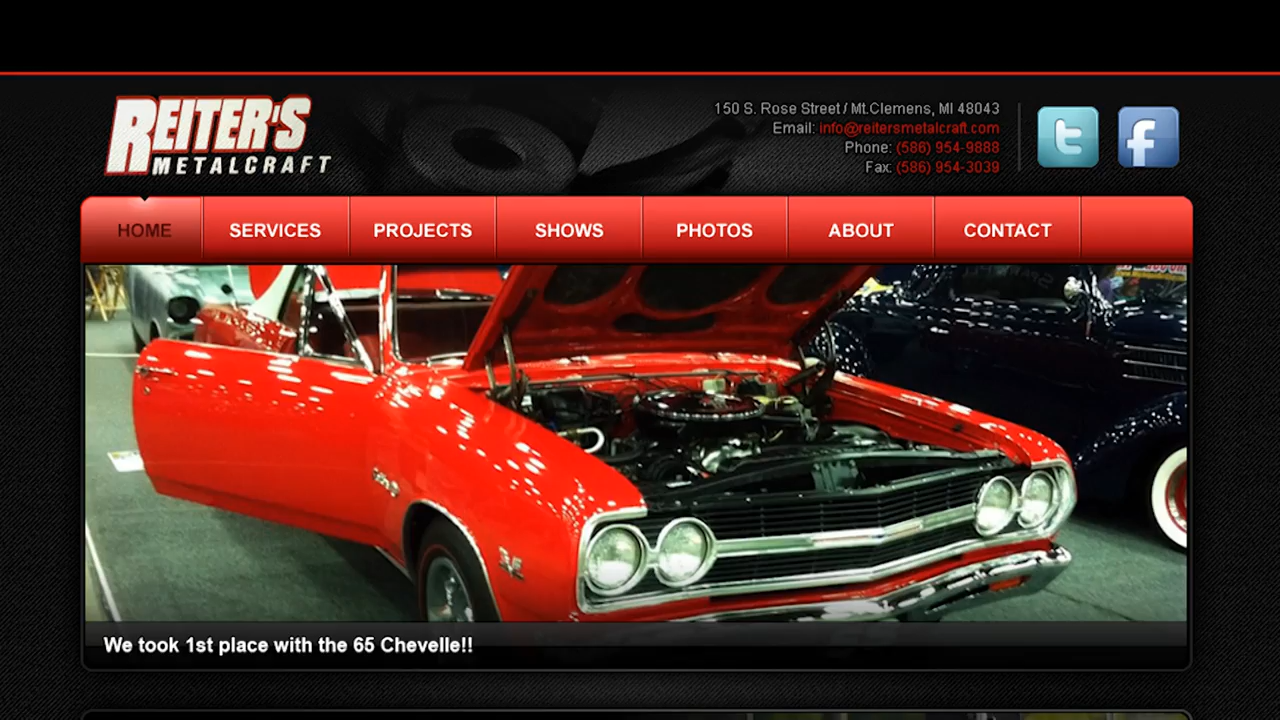 REITER'S
METALCRAFT
150 S. Rose Street / Mt.Clemens, MI 48043
Email: info@reitersmetalcraft.com
Phone: (586) 954-9888
Fax: (586) 954-3039
HOME SERVICES PROJECTS SHOWS PHOTOS ABOUT CONTACT
We took 1st place with the 65 Chevelle!!